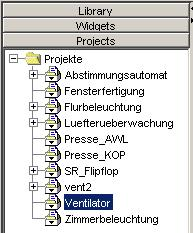 Library
Widgets
Projects
Projekte
Abstimmungsautomat
Fensterfertigung
Flurbeleuchtung
Luefterueberwachung
Presse_AWL
Presse_KOP
SR_Flipflop
vent2
Ventilator
Zimmerbeleuchtung